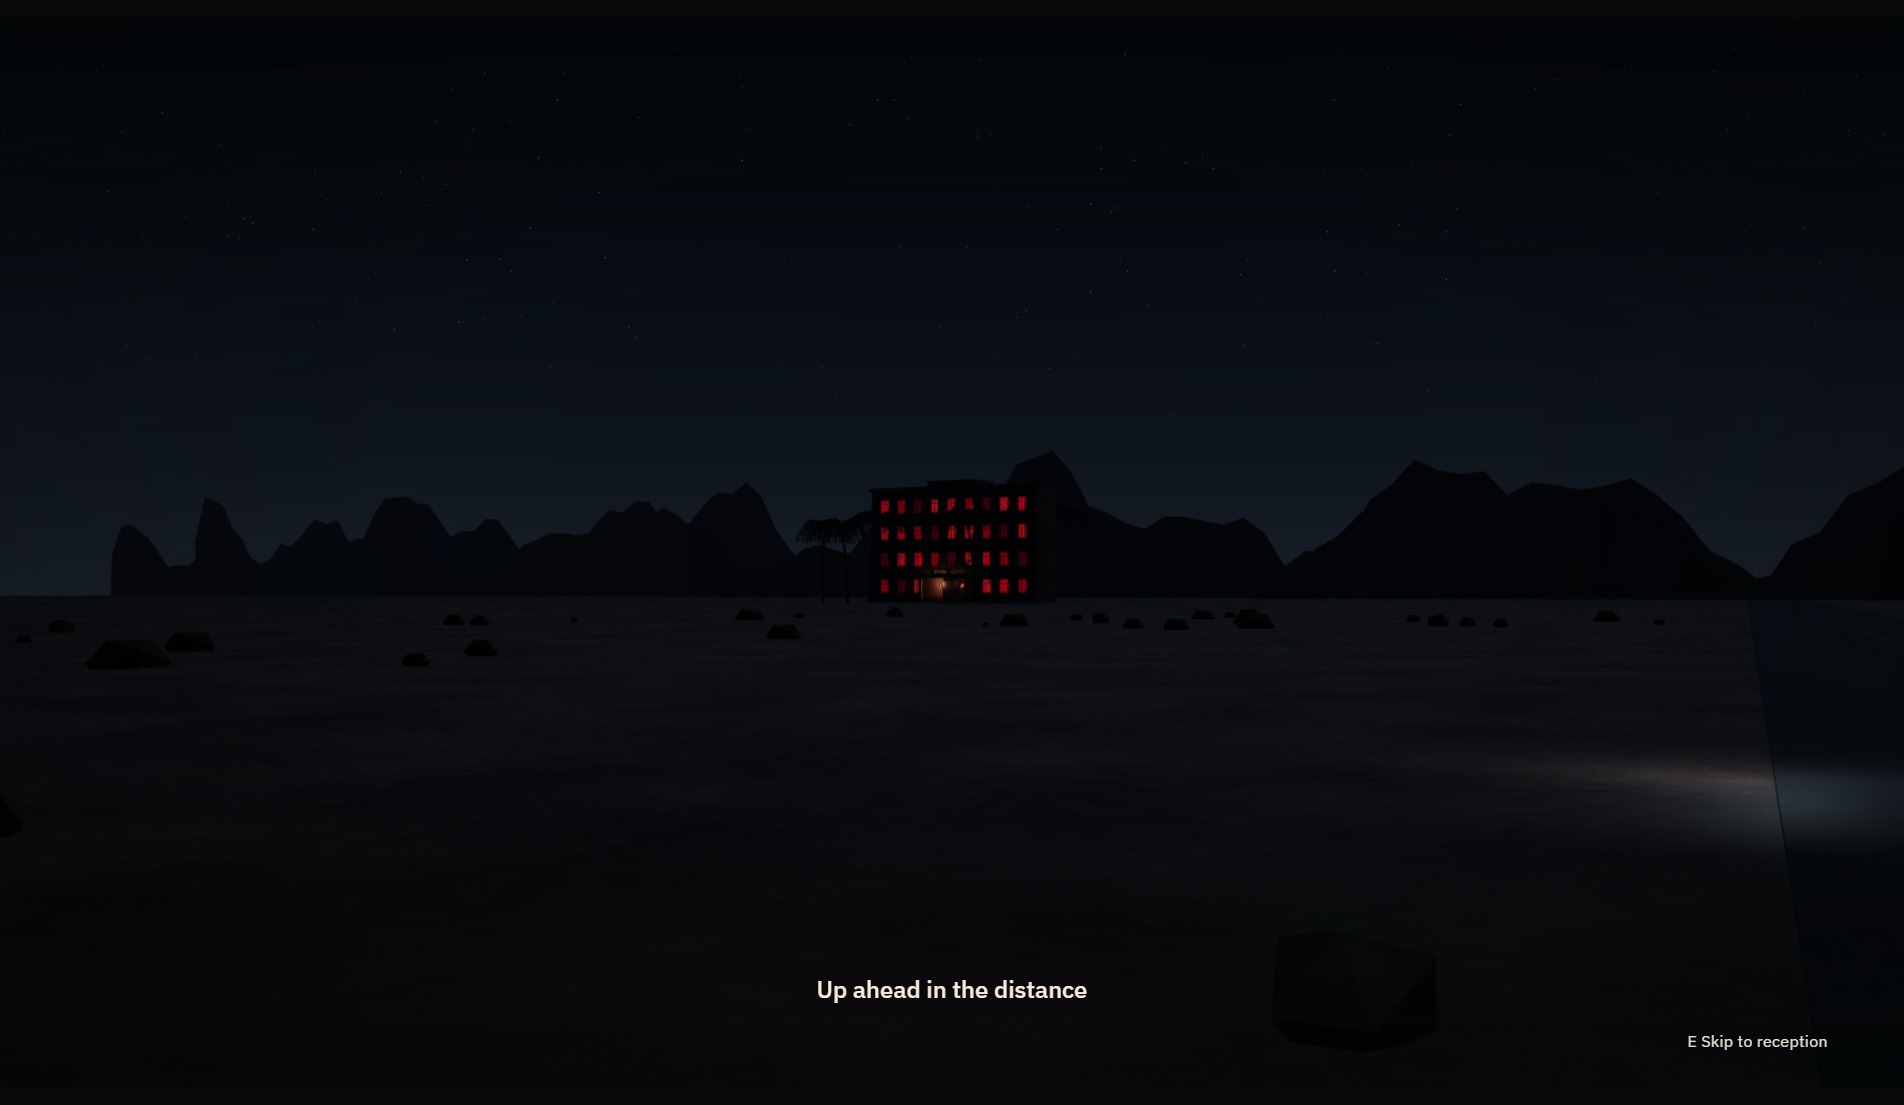 Up ahead in the distance
E Skip to reception